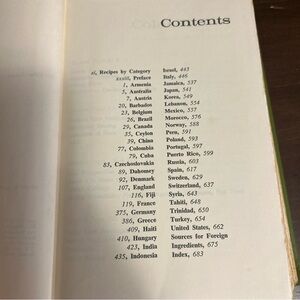 Contents
xi, Recipes by Category
xxiii, Preface
1, Armenia
5, Australia
7, Austria
20, Barbados
23, Belgium
26, Brazil
29, Canada
35, Ceylon
39, China
77, Colombia
79, Cuba
83, Czechoslovakia
89, Dahomey
92, Denmark
107, England
116, Fiji
119, France
375, Germany
386, Greece
409, Haiti
410, Hungary
423, India
435, Indonesia
Israel, 443
Italy, 446
Jamaica, 537
Japan, 541
Korea, 549
Lebanon, 554
Mexico, 557
Morocco, 576
Norway, 588
Peru, 591
Poland, 593
Portugal, 597
Puerto Rico, 599
Russia, 603
Spain, 617
Sweden, 629
Switzerland, 637
Syria, 643
Tahiti, 648
Trinidad, 650
Turkey, 654
United States, 662
Sources for Foreign
Ingredients, 675
Index, 683